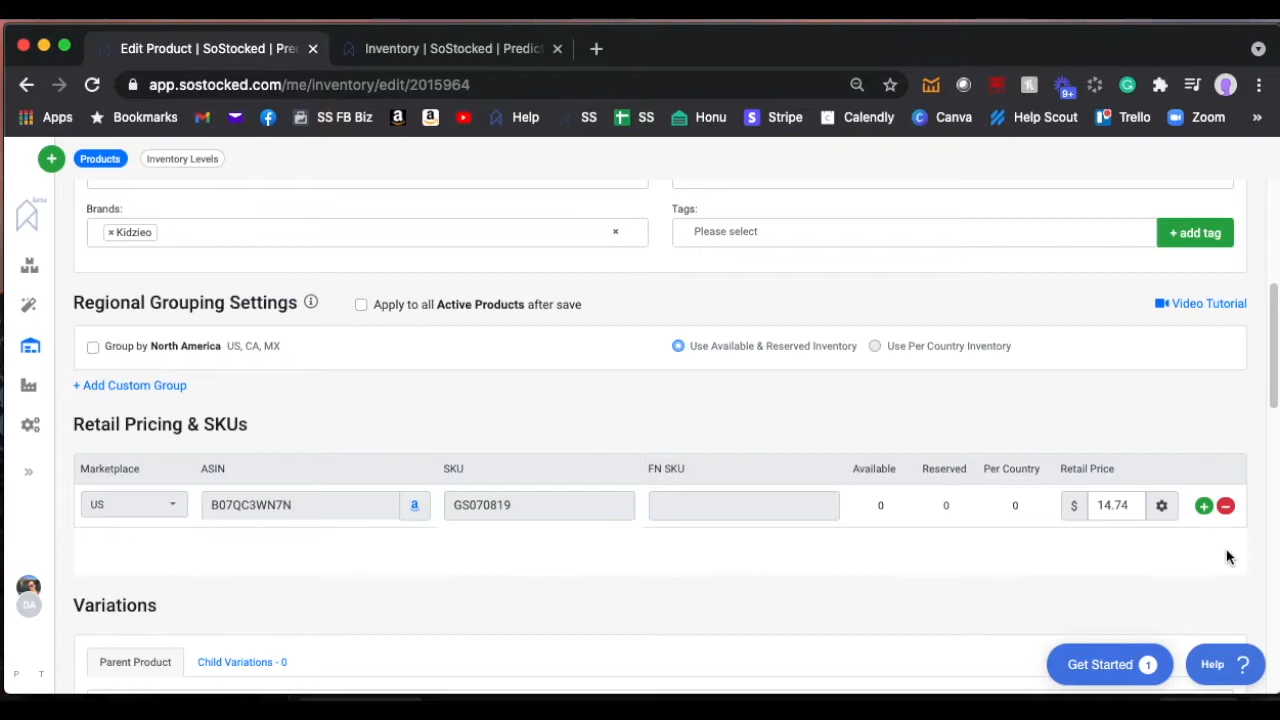 Edit Product | SoStocked | Prec
Inventory | SoStocked | Predict
app.sostocked.com/me/inventory/edit/2015964
9+
Apps Bookmarks SS FB Biz Help SS SS Honu Stripe Calendly Canva Help Scout Trello Zoom »
Products Inventory Levels
beta
Brands: Tags:
× Kidzieo × Please select + add tag
Regional Grouping Settings Apply to all Active Products after save Video Tutorial
Group by North America US, CA, MX Use Available & Reserved Inventory Use Per Country Inventory
+ Add Custom Group
Retail Pricing & SKUs
Marketplace ASIN SKU FN SKU Available Reserved Per Country Retail Price
US B07QC3WN7N a GS070819 0 0 0 $ 14.74
Variations
DA
Parent Product Child Variations - 0
Get Started 1 Help ?
P T